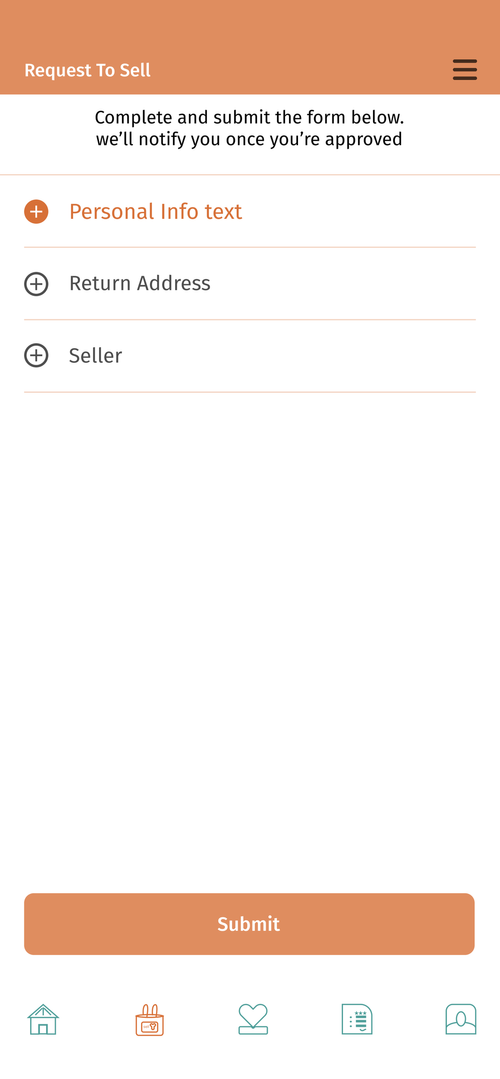 Request To Sell
Complete and submit the form below.
we’ll notify you once you’re approved
Personal Info text
Return Address
Seller
Submit